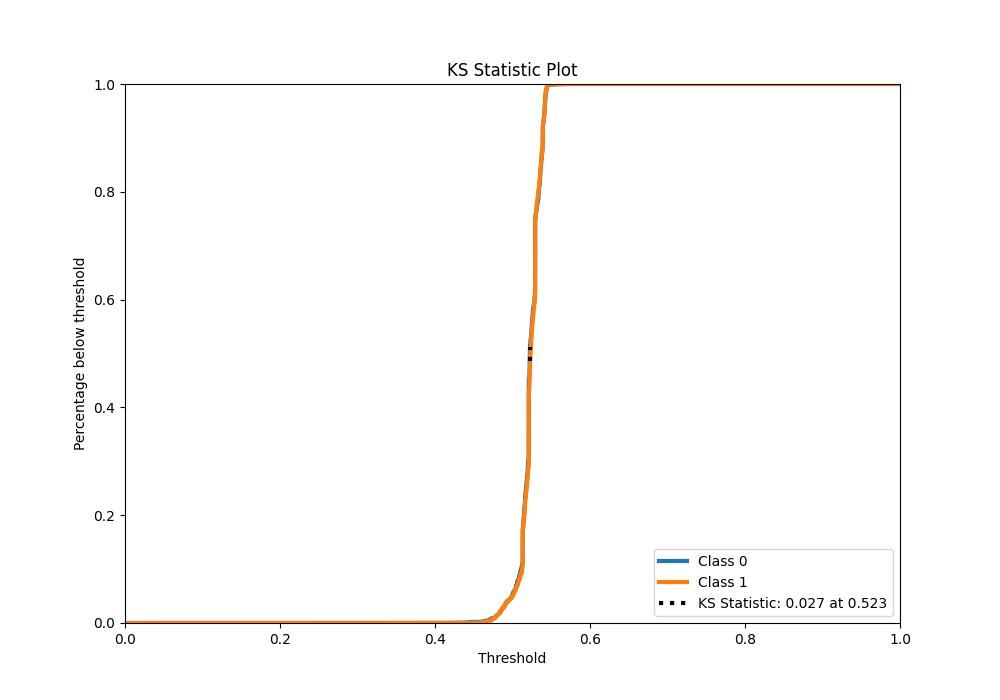 KS Statistic Plot
1.0
0.8
0.6
0.4
0.2
0.0
Percentage below threshold
0.0 0.2 0.4 0.6 0.8 1.0
Threshold
Class 0
Class 1
KS Statistic: 0.027 at 0.523